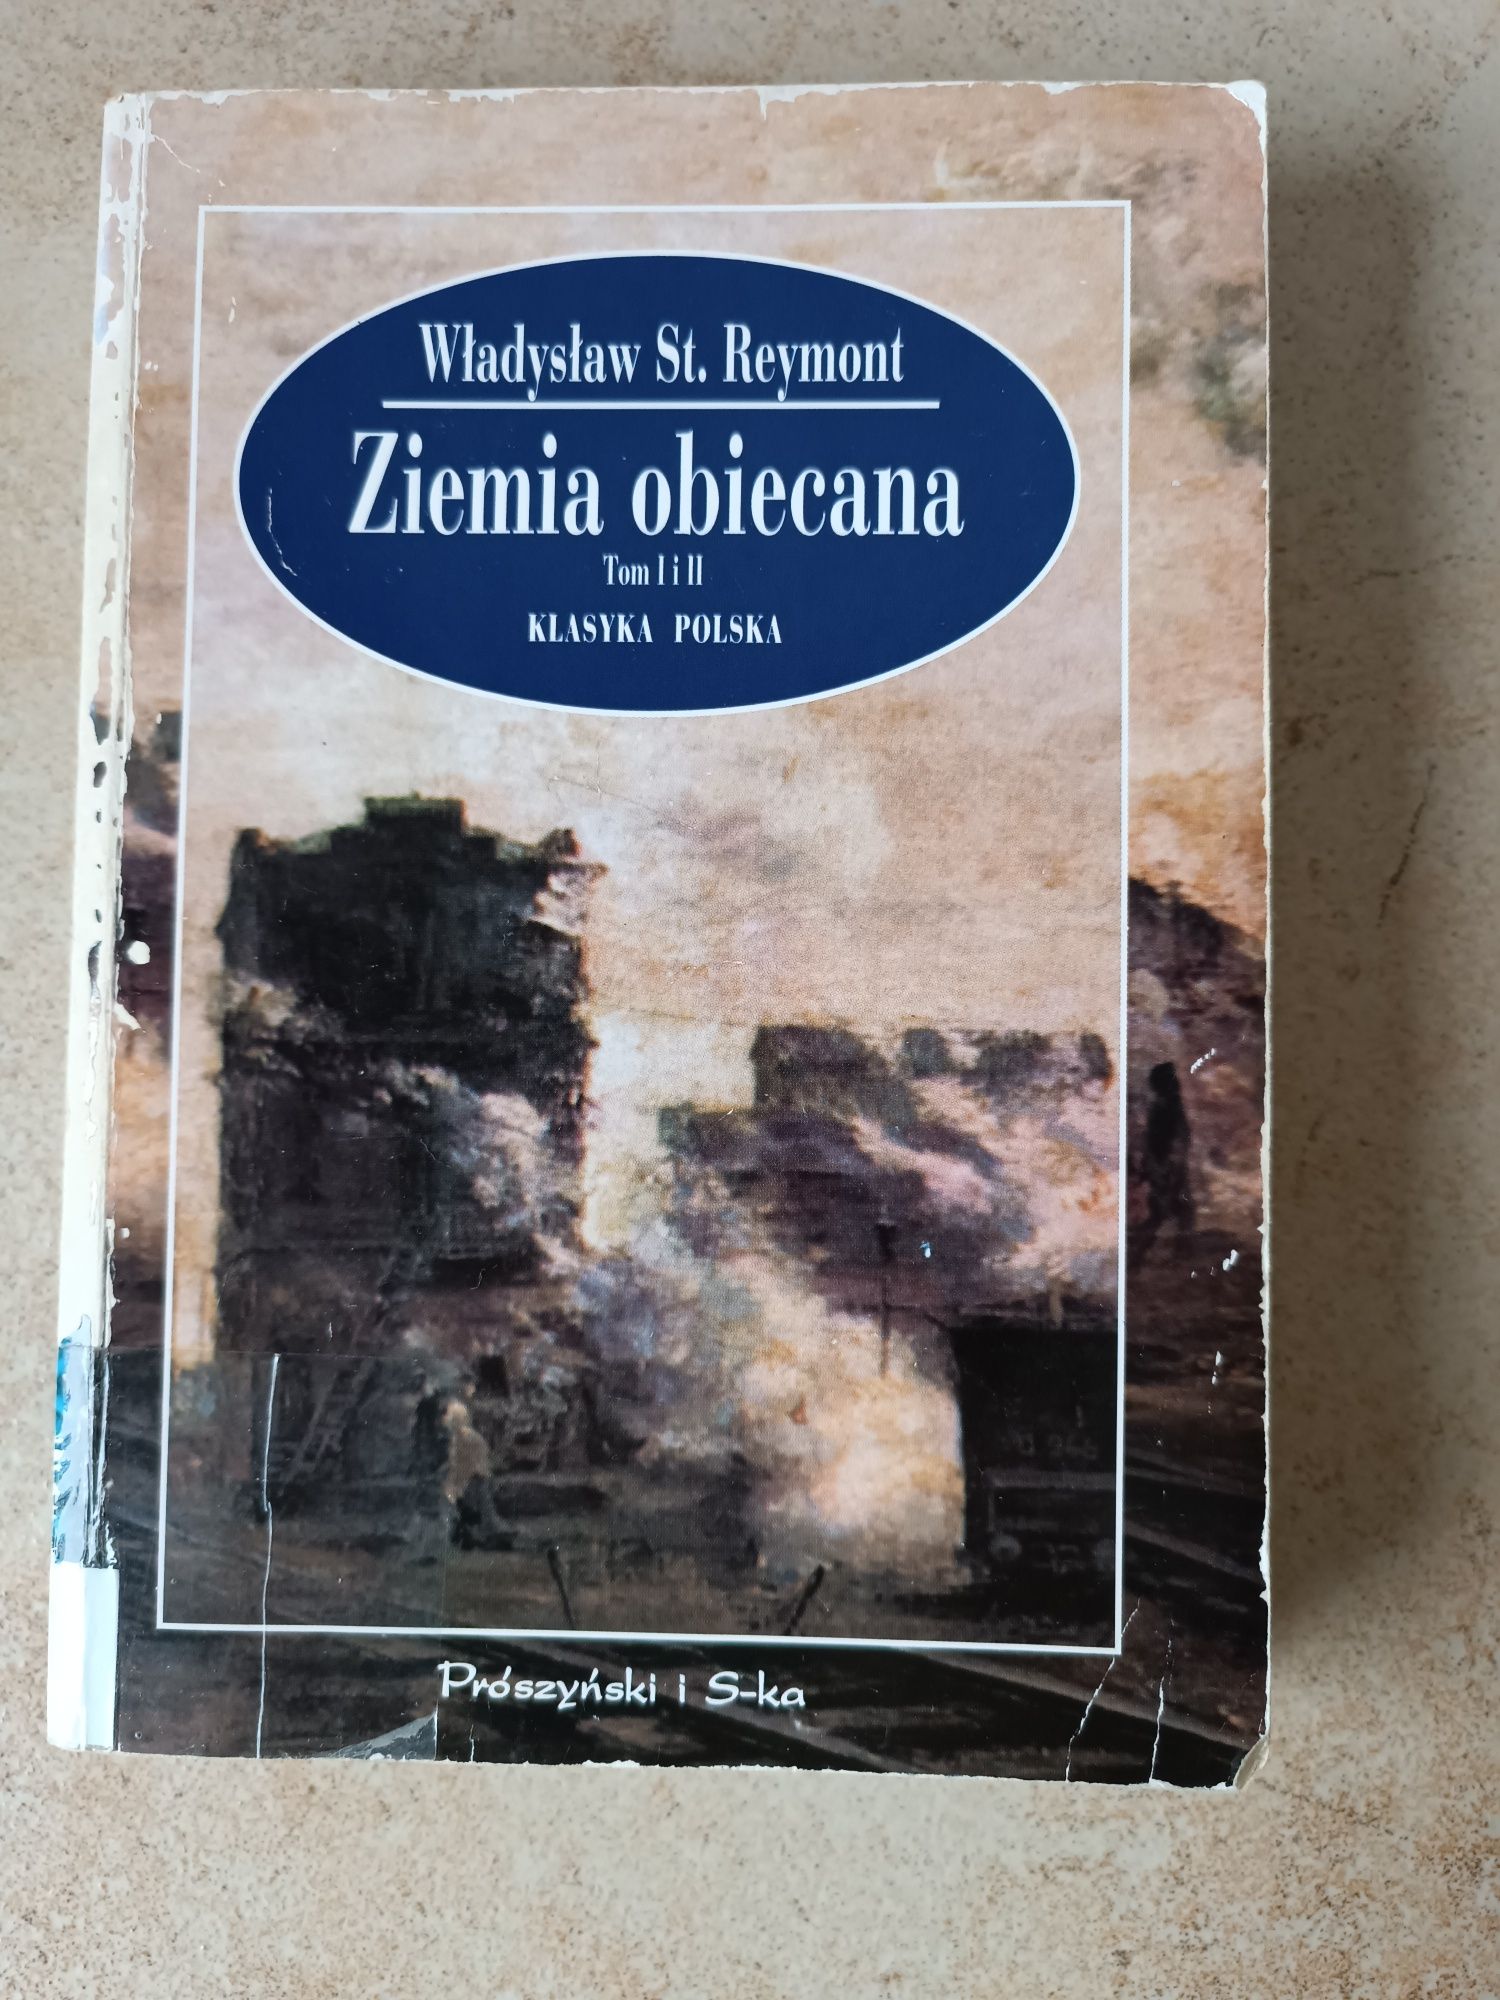 Władysław St. Reymont
Ziemia obiecana
Tom I i II
KLASYKA POLSKA
Prószyński i S-ka